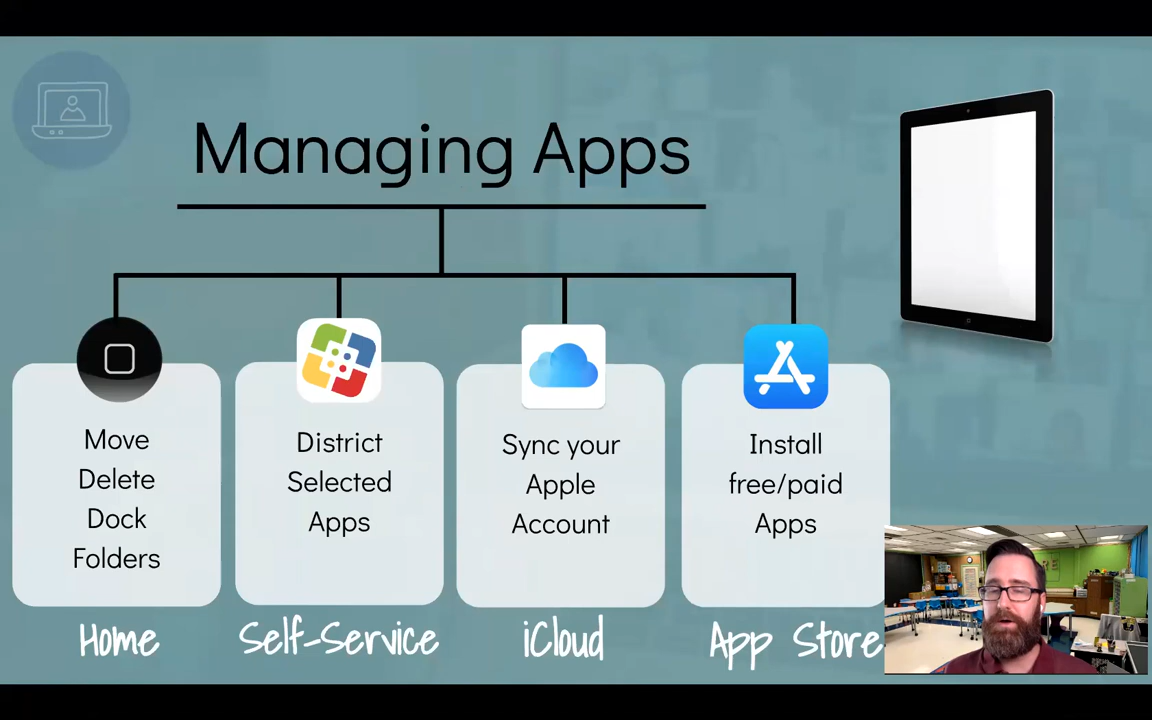 Managing Apps
Move
Delete
Dock
Folders
Home
District
Selected
Apps
Self-Service
Sync your
Apple
Account
iCloud
Install
free/paid
Apps
App Store